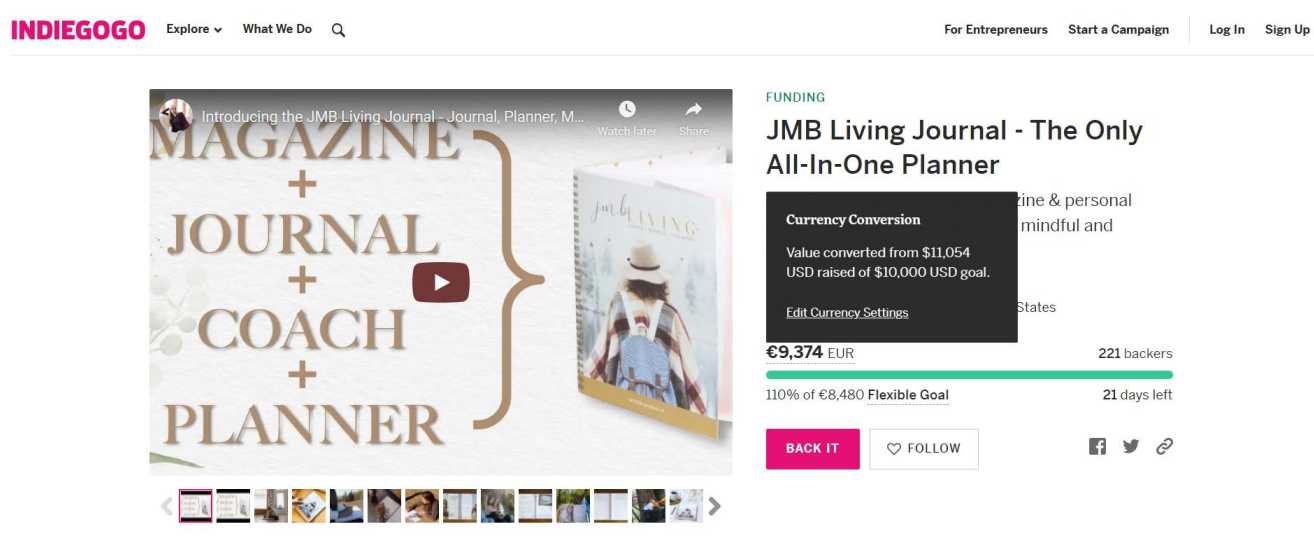 INDIEGOGO Explore What We Do For Entrepreneurs Start a Campaign Log In Sign Up
Introducing the JMB Living Journal - Journal, Planner, M...
Watch later Share
MAGAZINE
+
JOURNAL
+
COACH
+
PLANNER
jmb LIVING
FUNDING
JMB Living Journal - The Only
All-In-One Planner
zine & personal
mindful and
Currency Conversion
Value converted from $11,054
USD raised of $10,000 USD goal.
Edit Currency Settings
States
€9,374 EUR 221 backers
110% of €8,480 Flexible Goal 21 days left
BACK IT FOLLOW